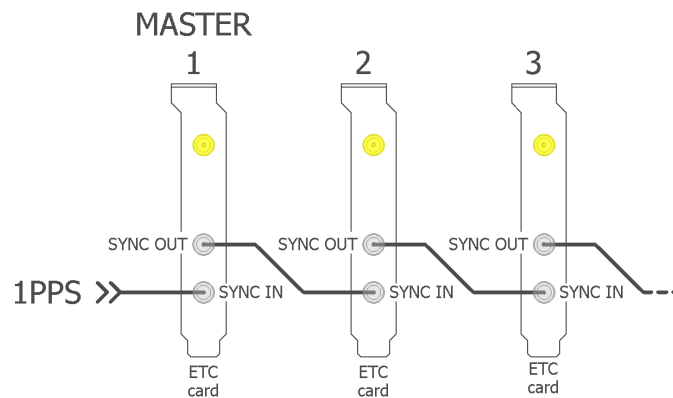 MASTER
1
2
3
SYNC OUT
SYNC OUT
SYNC OUT
1PPS
SYNC IN
SYNC IN
SYNC IN
ETC
card
ETC
card
ETC
card